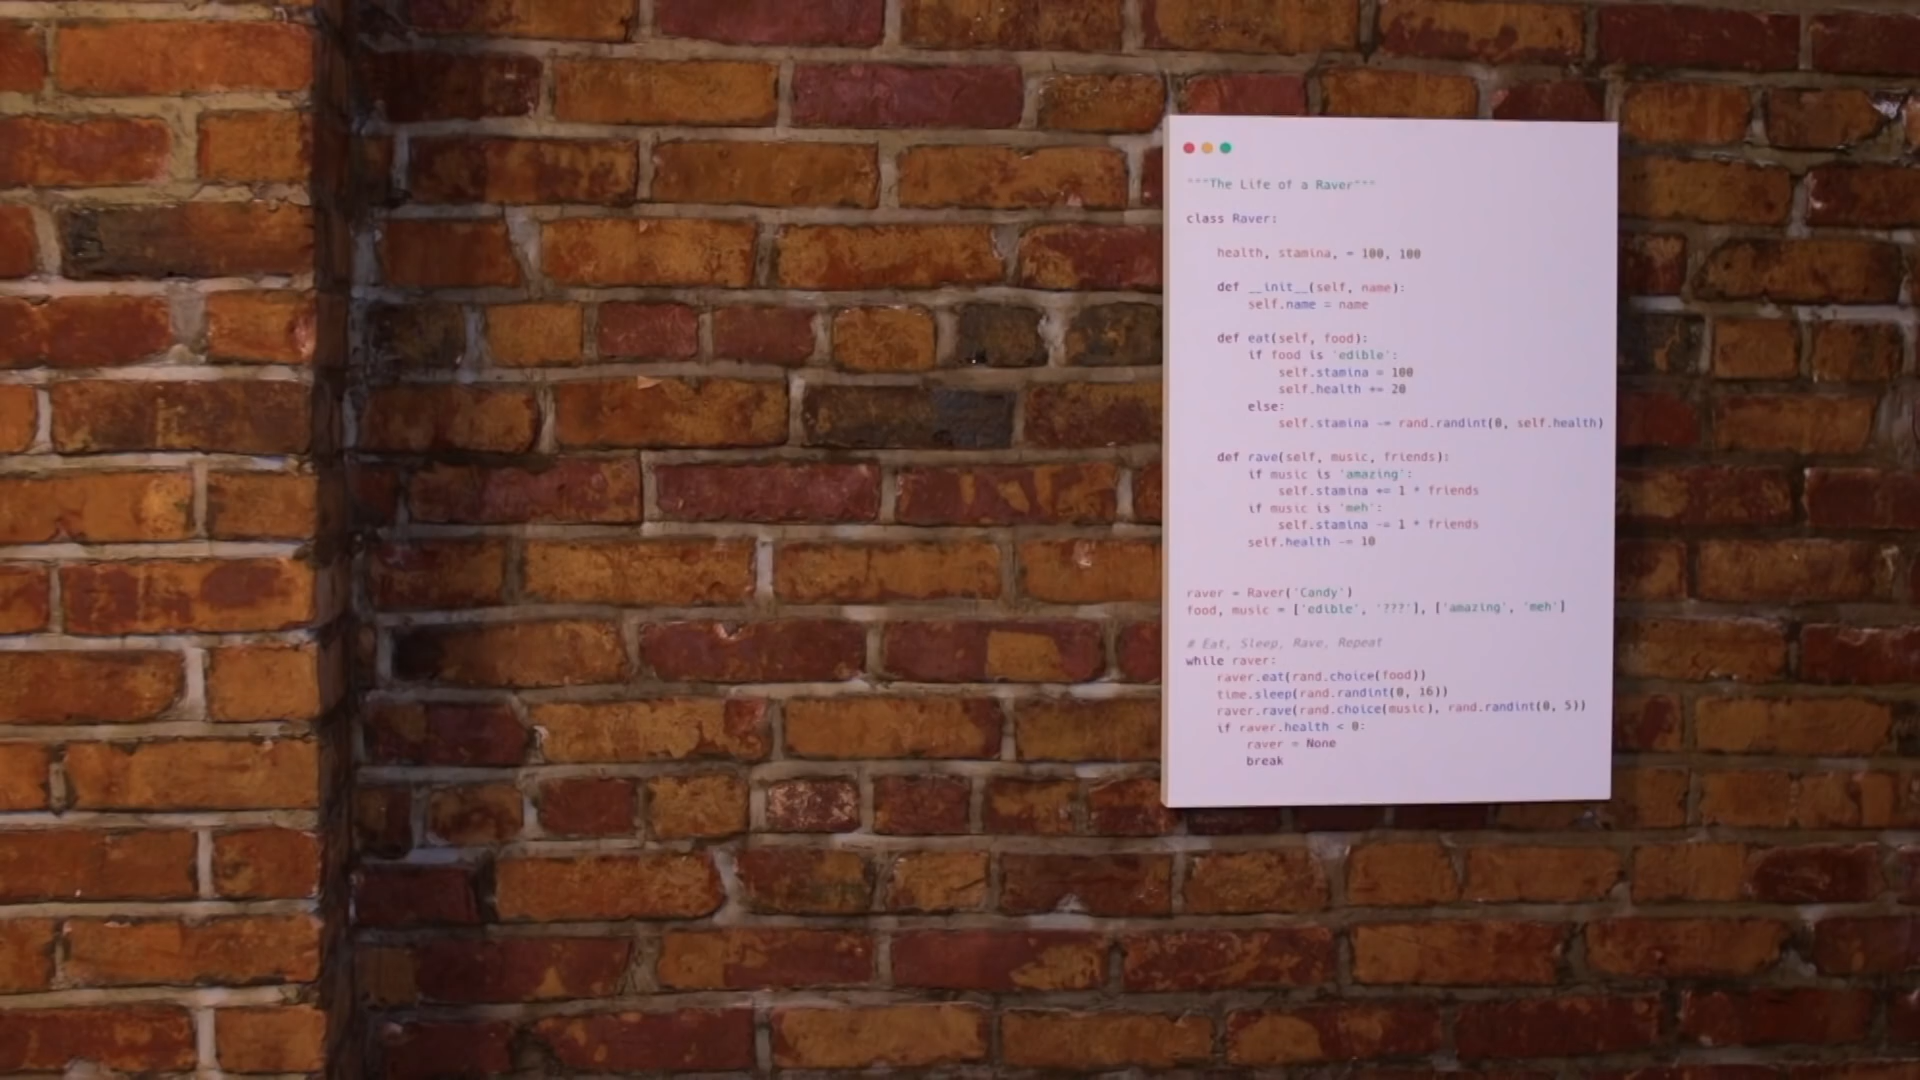 """The Life of a Raver"""
class Raver:
health, stamina, = 100, 100
def __init__(self, name):
self.name = name
def eat(self, food):
if food is 'edible':
self.stamina = 100
self.health += 20
else:
self.stamina -= rand.randint(0, self.health)
def rave(self, music, friends):
if music is 'amazing':
self.stamina += 1 * friends
if music is 'meh':
self.stamina -= 1 * friends
self.health -= 10
raver = Raver('Candy')
food, music = ['edible', '???'], ['amazing', 'meh']
# Eat, Sleep, Rave, Repeat
while raver:
raver.eat(rand.choice(food))
time.sleep(rand.randint(0, 16))
raver.rave(rand.choice(music), rand.randint(0, 5))
if raver.health < 0:
raver = None
break